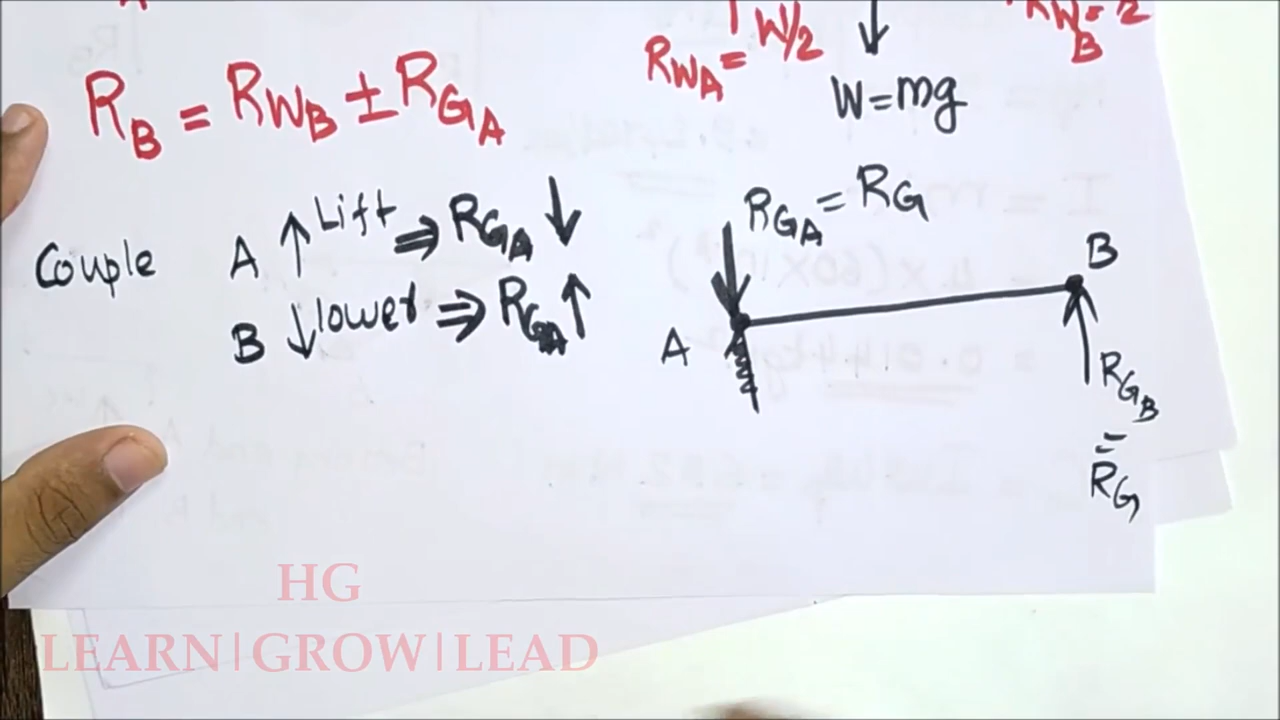 R_B = R_WB ± R_GA
R_WA = W/2
W=mg
Couple
A ↑ Lift ⇒ R_GA ↓
B ↓ lower ⇒ R_GA ↑
R_GA = R_G
A
B
R_GB
=
R_G
HG
LEARN|GROW|LEAD